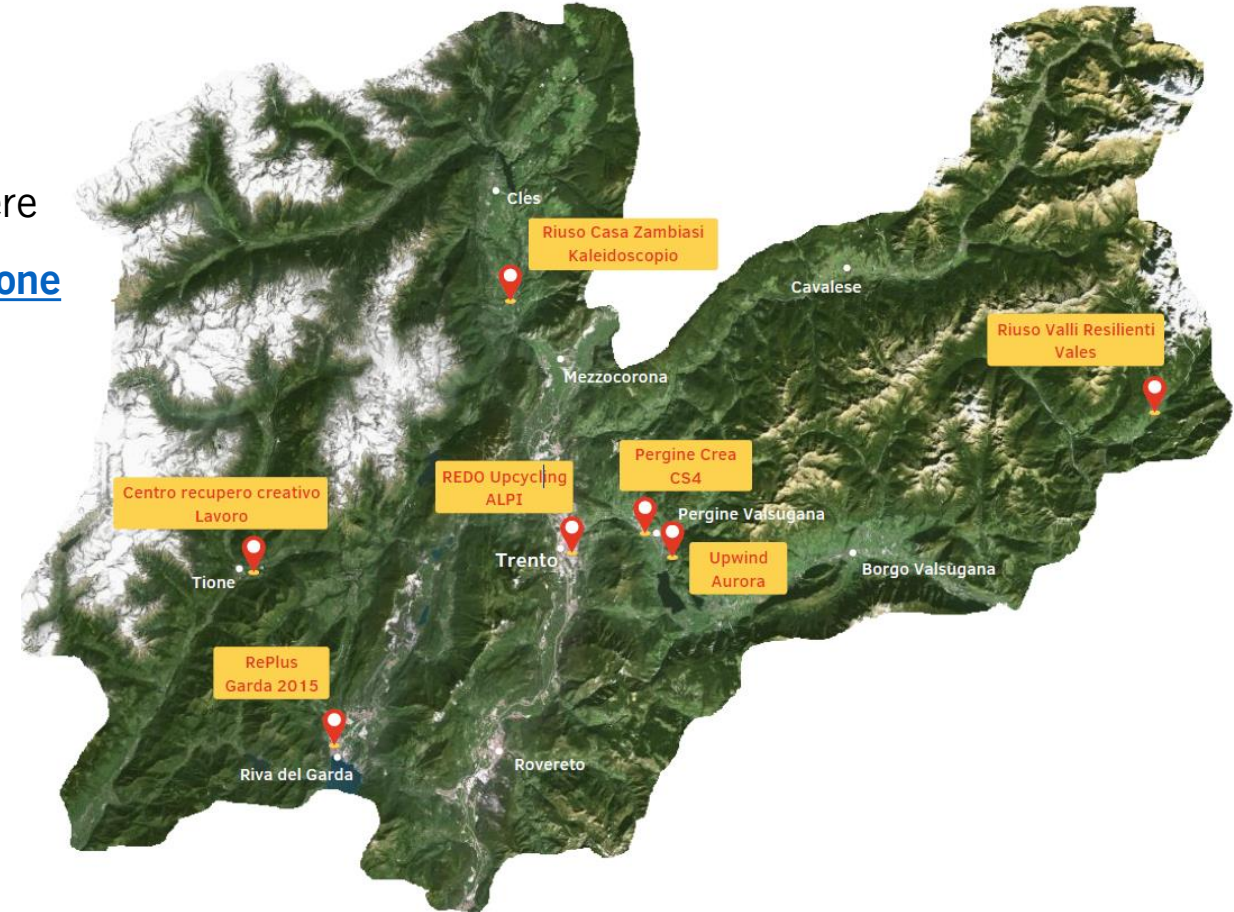 re
one
Cles
Riuso Casa Zambiasi
Kaleidoscopio
Cavalese
Riuso Valli Resilienti
Vales
Mezzocorona
Pergine Crea
CS4
REDO Upcycling
ALPI
Centro recupero creativo
Lavoro
Pergine Valsugana
Trento
Upwind
Aurora
Borgo Valsugana
Tione
RePlus
Garda 2015
Rovereto
Riva del Garda